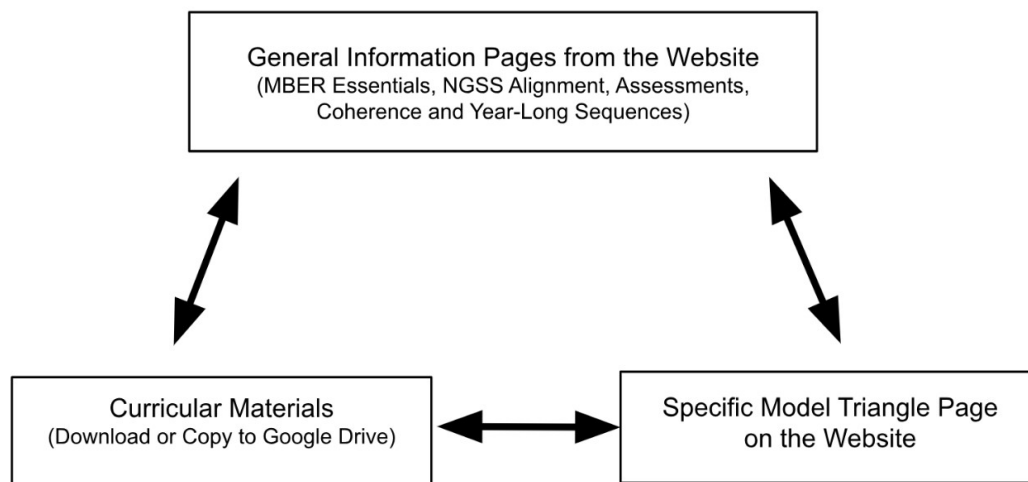 General Information Pages from the Website
(MBER Essentials, NGSS Alignment, Assessments,
Coherence and Year-Long Sequences)
Curricular Materials
(Download or Copy to Google Drive)
Specific Model Triangle Page
on the Website